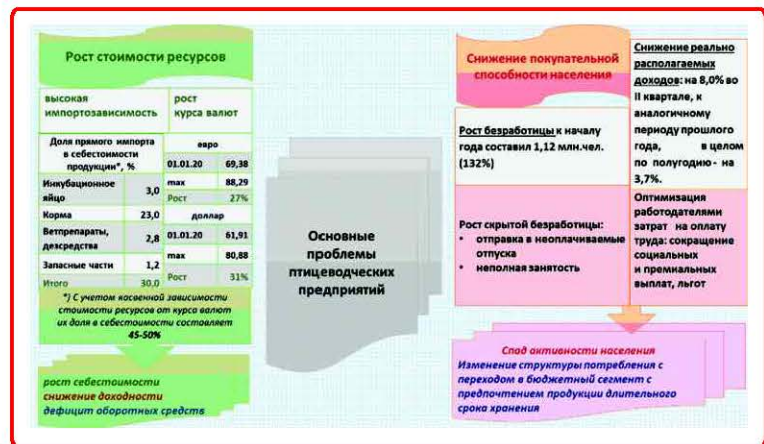 Рост стоимости ресурсов
высокая
импортозависимость
рост
курса валют
Доля прямого импорта
в себестоимости
продукции*, %
Инкубационное
яйцо
3,0
Корма 23,0
Ветпрепараты,
дезсредства
2,8
Запасные части 1,2
Итого 30,0
евро
01.01.20 69,38
max 88,29
Рост 27%
доллар
01.01.20 61,91
max 80,88
Рост 31%
*) С учетом косвенной зависимости
стоимости ресурсов от курса валют
их доля в себестоимости составляет
45-50%
рост себестоимости
снижение доходности
дефицит оборотных средств
Основные
проблемы
птицеводческих
предприятий
Снижение покупательной
способности населения
Рост безработицы к началу
года составил 1,12 млн.чел.
(132%)
Рост скрытой безработицы:
• отправка в неоплачиваемые
отпуска
• неполная занятость
Снижение реально
располагаемых
доходов: на 8,0% во
II квартале, к
аналогичному
периоду прошлого
года, в целом
по полугодию - на
3,7%.
Оптимизация
работодателями
затрат на оплату
труда: сокращение
социальных
и премиальных
выплат, льгот
Спад активности населения
Изменение структуры потребления с
переходом в бюджетный сегмент с
предпочтением продукции длительного
срока хранения